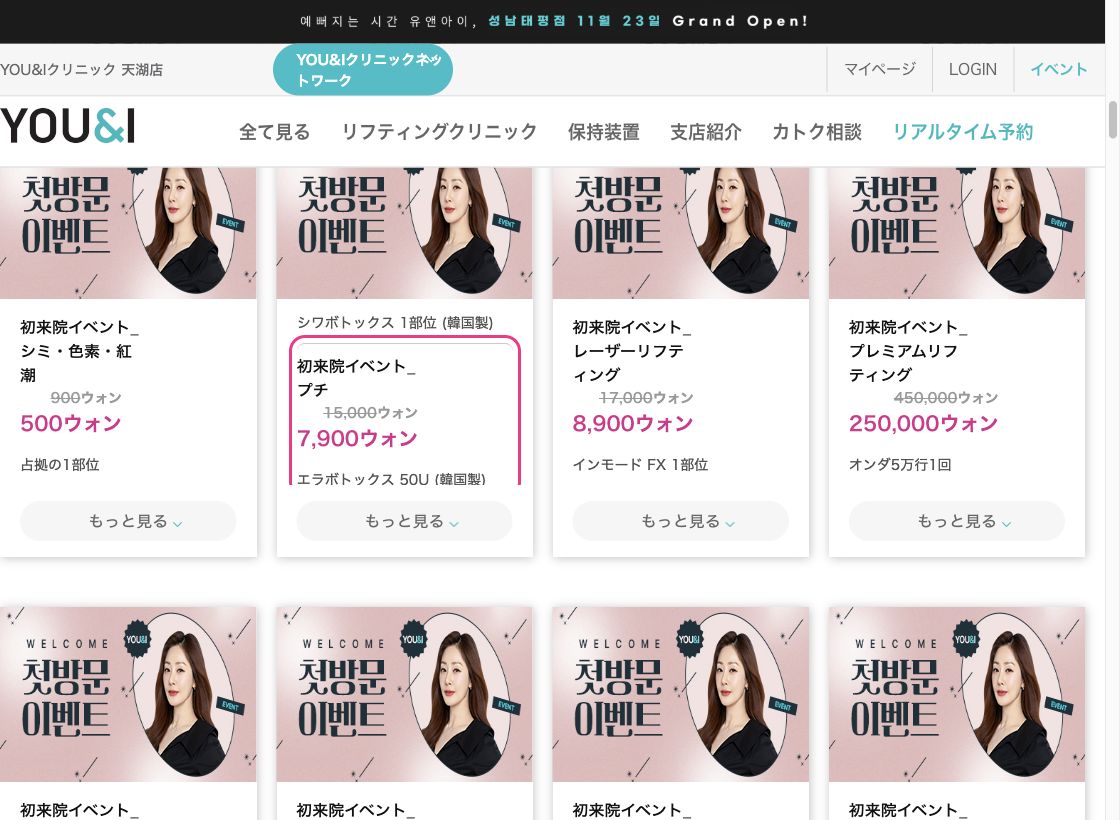 예뻐지는 시간 유앤아이, 성남태평점 11월 23일 Grand Open!
YOU&Iクリニック 天湖店
YOU&Iクリニックネッ
トワーク
マイページ
LOGIN
イベント
YOU&I
全て見る
リフティングクリニック
保持装置
支店紹介
カトク相談
リアルタイム予約
첫방문
이벤트
EVENT
첫방문
이벤트
EVENT
첫방문
이벤트
EVENT
첫방문
이벤트
EVENT
初来院イベント_
シミ・色素・紅
潮
900ウォン
500ウォン
占拠の1部位
もっと見る
シワボトックス 1部位 (韓国製)
初来院イベント_
プチ
15,000ウォン
7,900ウォン
エラボトックス 50U (韓国製)
もっと見る
初来院イベント_
レーザーリフテ
ィング
17,000ウォン
8,900ウォン
インモード FX 1部位
もっと見る
初来院イベント_
プレミアムリフ
ティング
450,000ウォン
250,000ウォン
オンダ5万行1回
もっと見る
WELCOME
YOU&I
첫방문
이벤트
EVENT
WELCOME
YOU&I
첫방문
이벤트
EVENT
WELCOME
YOU&I
첫방문
이벤트
EVENT
WELCOME
YOU&I
첫방문
이벤트
EVENT
初来院イベント_
初来院イベント_
初来院イベント_
初来院イベント_